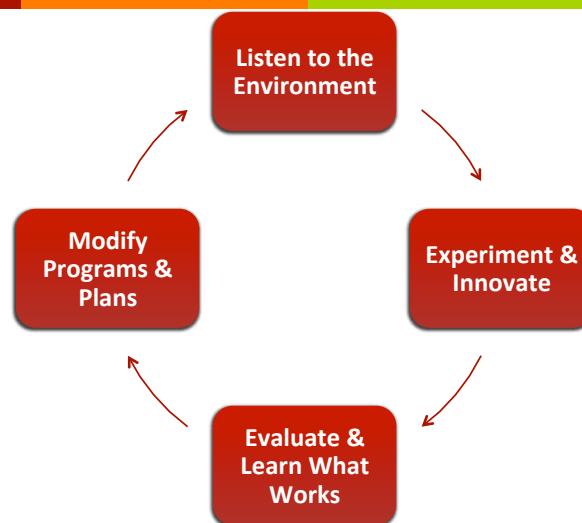 Listen to the
Environment
Experiment &
Innovate
Evaluate &
Learn What
Works
Modify
Programs &
Plans